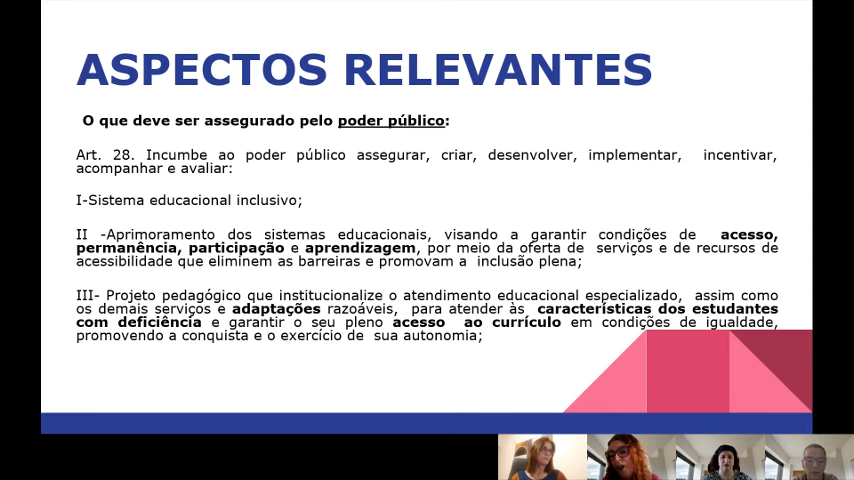 ASPECTOS RELEVANTES
O que deve ser assegurado pelo poder público:
Art. 28. Incumbe ao poder público assegurar, criar, desenvolver, implementar, incentivar,
acompanhar e avaliar:
I-Sistema educacional inclusivo;
II -Aprimoramento dos sistemas educacionais, visando a garantir condições de acesso,
permanência, participação e aprendizagem, por meio da oferta de serviços e de recursos de
acessibilidade que eliminem as barreiras e promovam a inclusão plena;
III- Projeto pedagógico que institucionalize o atendimento educacional especializado, assim como
os demais serviços e adaptações razoáveis, para atender às características dos estudantes
com deficiência e garantir o seu pleno acesso ao currículo em condições de igualdade,
promovendo a conquista e o exercício de sua autonomia;